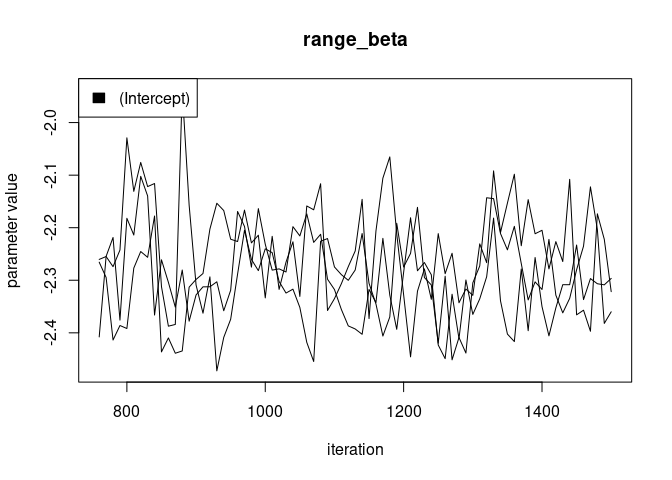 range_beta
(Intercept)
parameter value
-2.0
-2.1
-2.2
-2.3
-2.4
800 1000 1200 1400
iteration